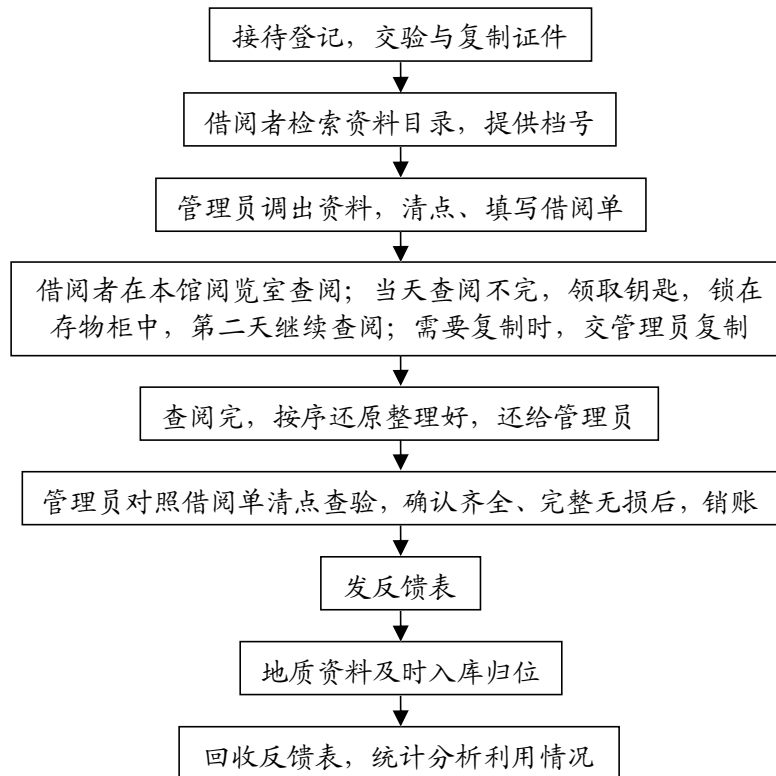 接待登记，交验与复制证件
借阅者检索资料目录，提供档号
管理员调出资料，清点、填写借阅单
借阅者在本馆阅览室查阅；当天查阅不完，领取钥匙，锁在
存物柜中，第二天继续查阅；需要复制时，交管理员复制
查阅完，按序还原整理好，还给管理员
管理员对照借阅单清点查验，确认齐全、完整无损后，销账
发反馈表
地质资料及时入库归位
回收反馈表，统计分析利用情况